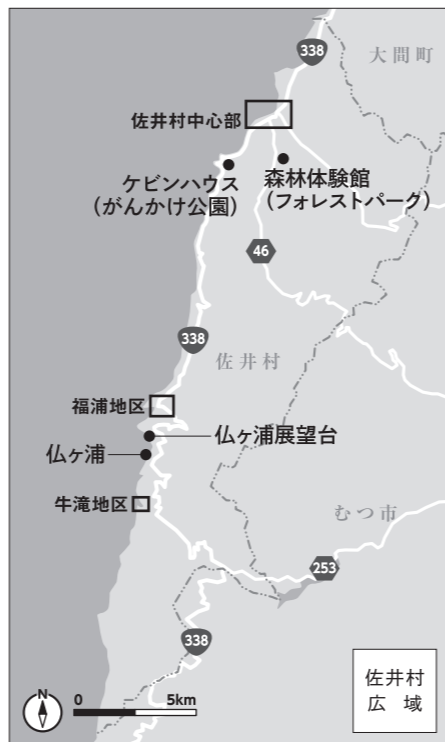 338
大間町
佐井村中心部
ケビンハウス
(がんかけ公園)
森林体験館
(フォレストパーク)
46
338
佐井村
福浦地区
仏ヶ浦展望台
仏ヶ浦
牛滝地区
むつ市
253
338
佐井村
広域
N
0 5km